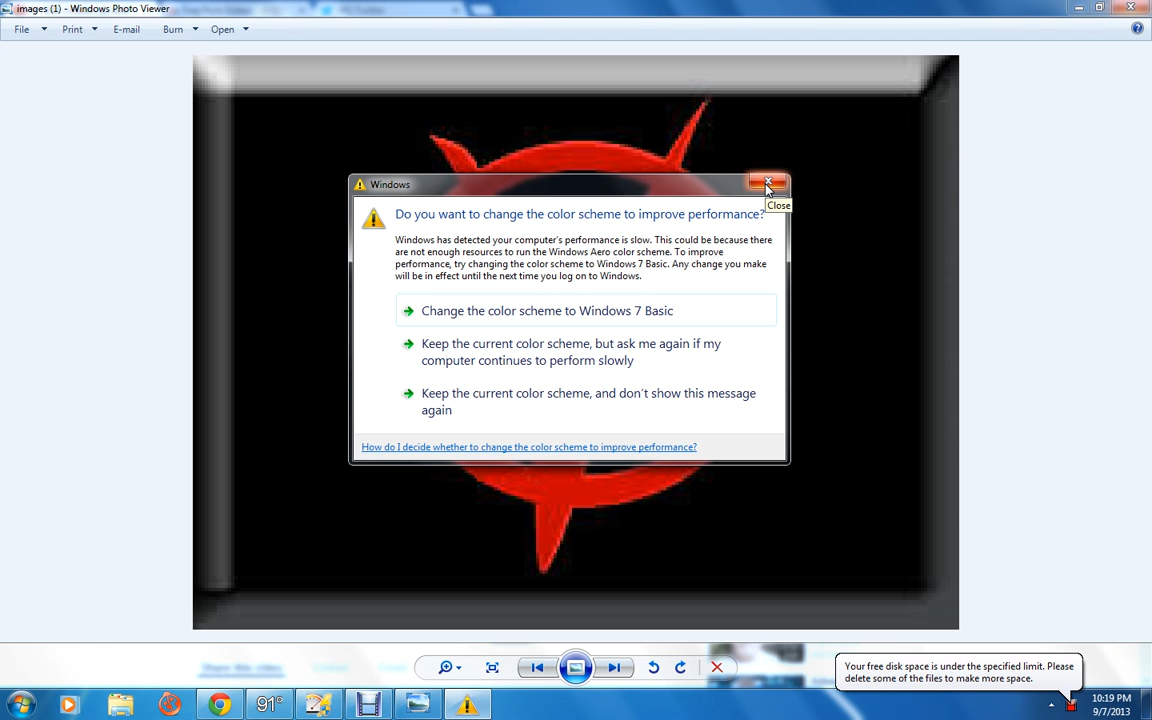 images (1) - Windows Photo Viewer
File Print E-mail Burn Open
Windows
Close
Do you want to change the color scheme to improve performance?
Windows has detected your computer's performance is slow. This could be because there
are not enough resources to run the Windows Aero color scheme. To improve
performance, try changing the color scheme to Windows 7 Basic. Any change you make
will be in effect until the next time you log on to Windows.
Change the color scheme to Windows 7 Basic
Keep the current color scheme, but ask me again if my
computer continues to perform slowly
Keep the current color scheme, and don't show this message
again
How do I decide whether to change the color scheme to improve performance?
Share this video
Your free disk space is under the specified limit. Please
delete some of the files to make more space.
91°
10:19 PM
9/7/2013